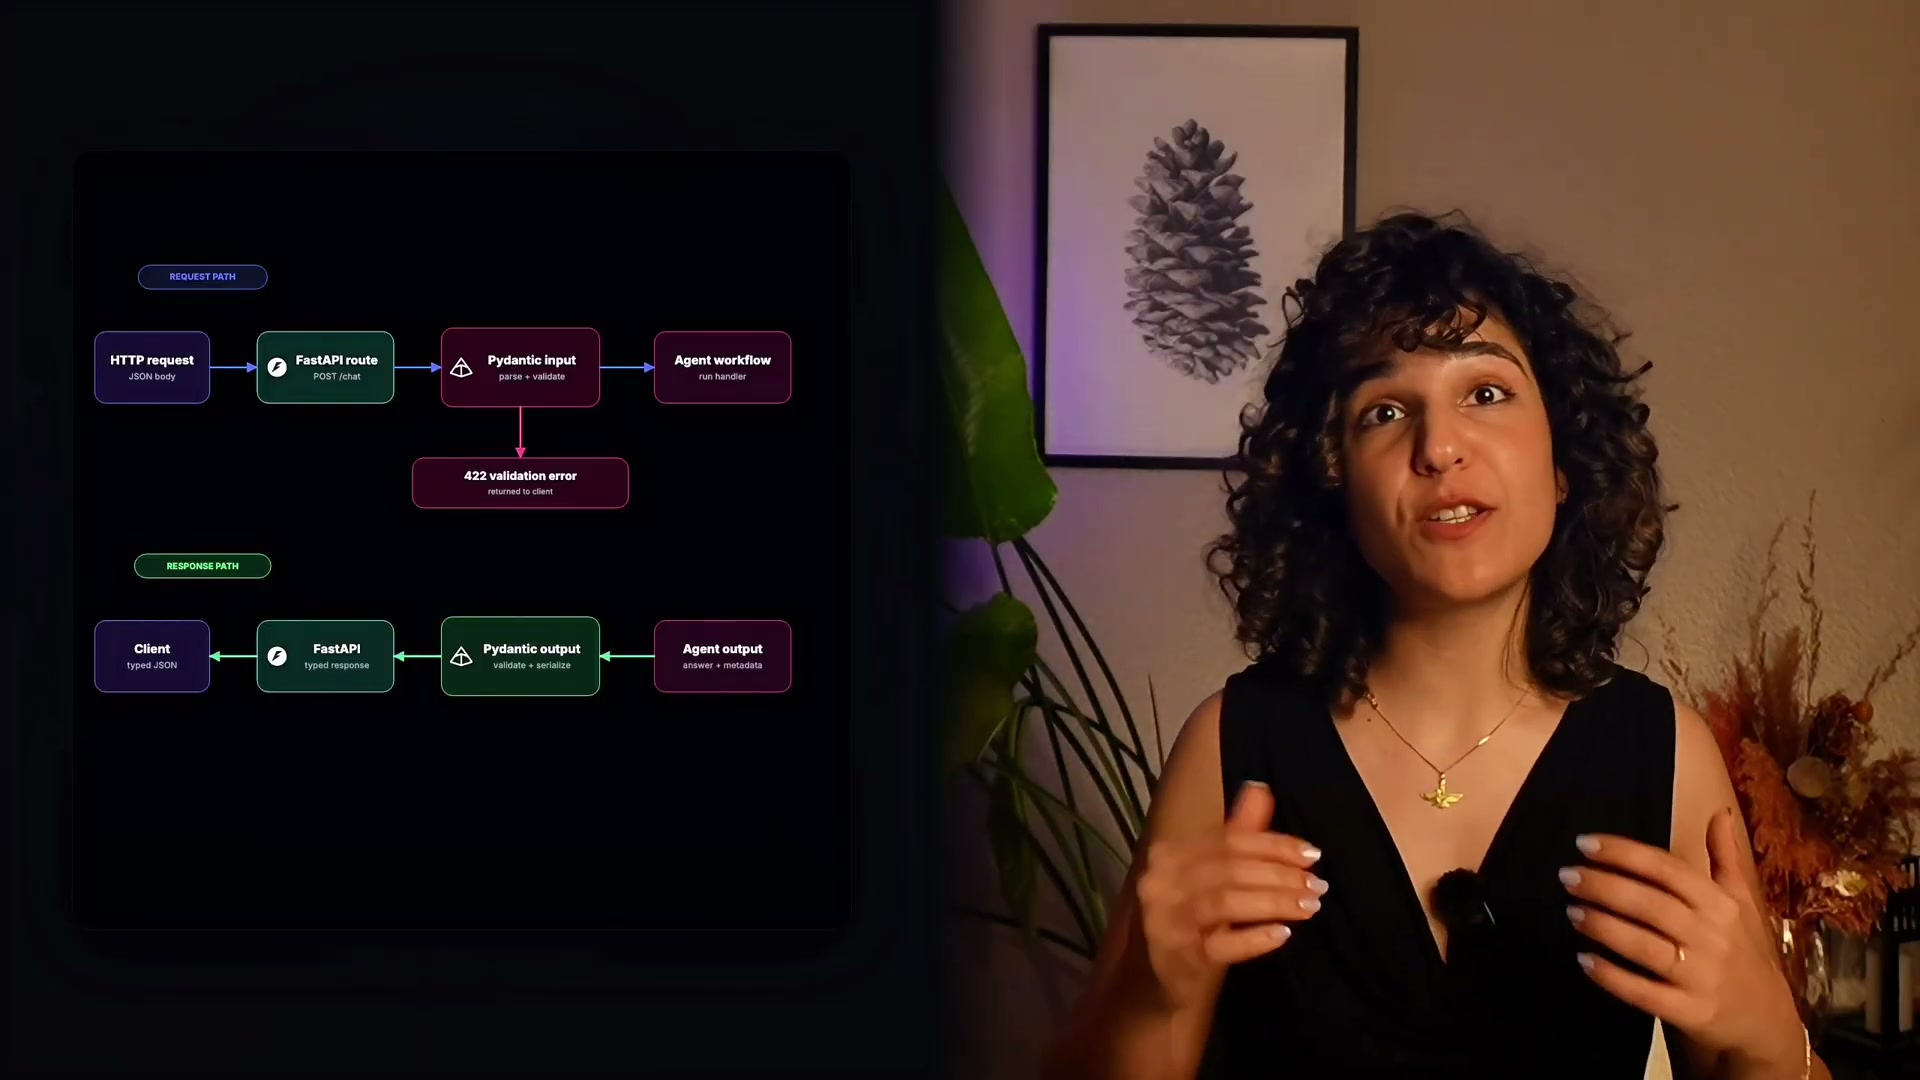 REQUEST PATH
HTTP request
JSON body
FastAPI route
POST /chat
Pydantic input
parse + validate
Agent workflow
run handler
422 validation error
returned to client
RESPONSE PATH
Client
typed JSON
FastAPI
typed response
Pydantic output
validate + serialize
Agent output
answer + metadata